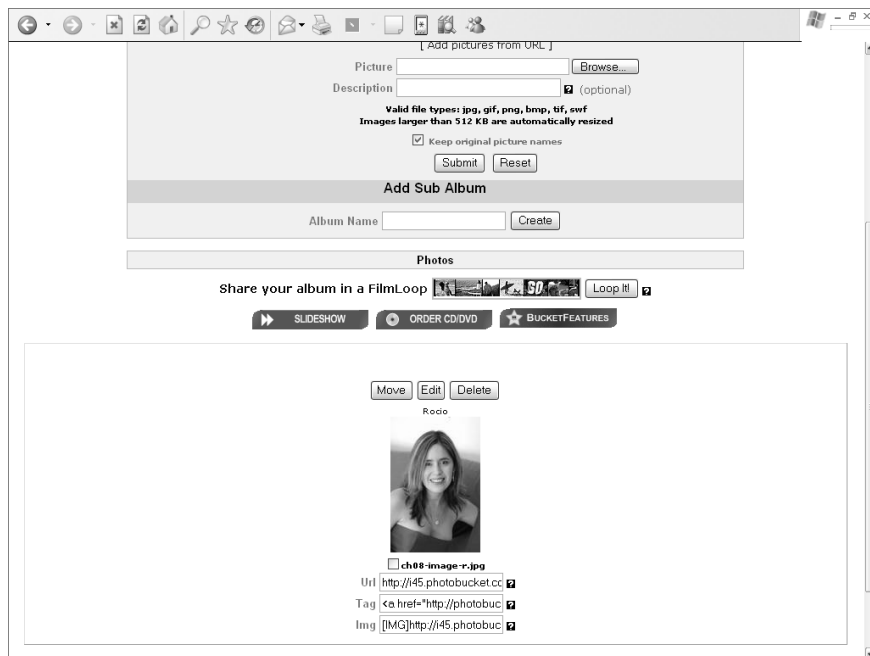 [ Add pictures from URL ]
Picture Browse...
Description ? (optional)
Valid file types: jpg, gif, png, bmp, tif, swf
Images larger than 512 KB are automatically resized
Keep original picture names
Submit Reset
Add Sub Album
Album Name Create
Photos
Share your album in a FilmLoop GO Loop It! ?
SLIDESHOW ORDER CD/DVD BUCKETFEATURES
Move Edit Delete
Rocio
ch08-image-r.jpg
Url http://i45.photobucket.cc ?
Tag <a href="http://photobuc ?
Img [IMG]http://i45.photobuc ?